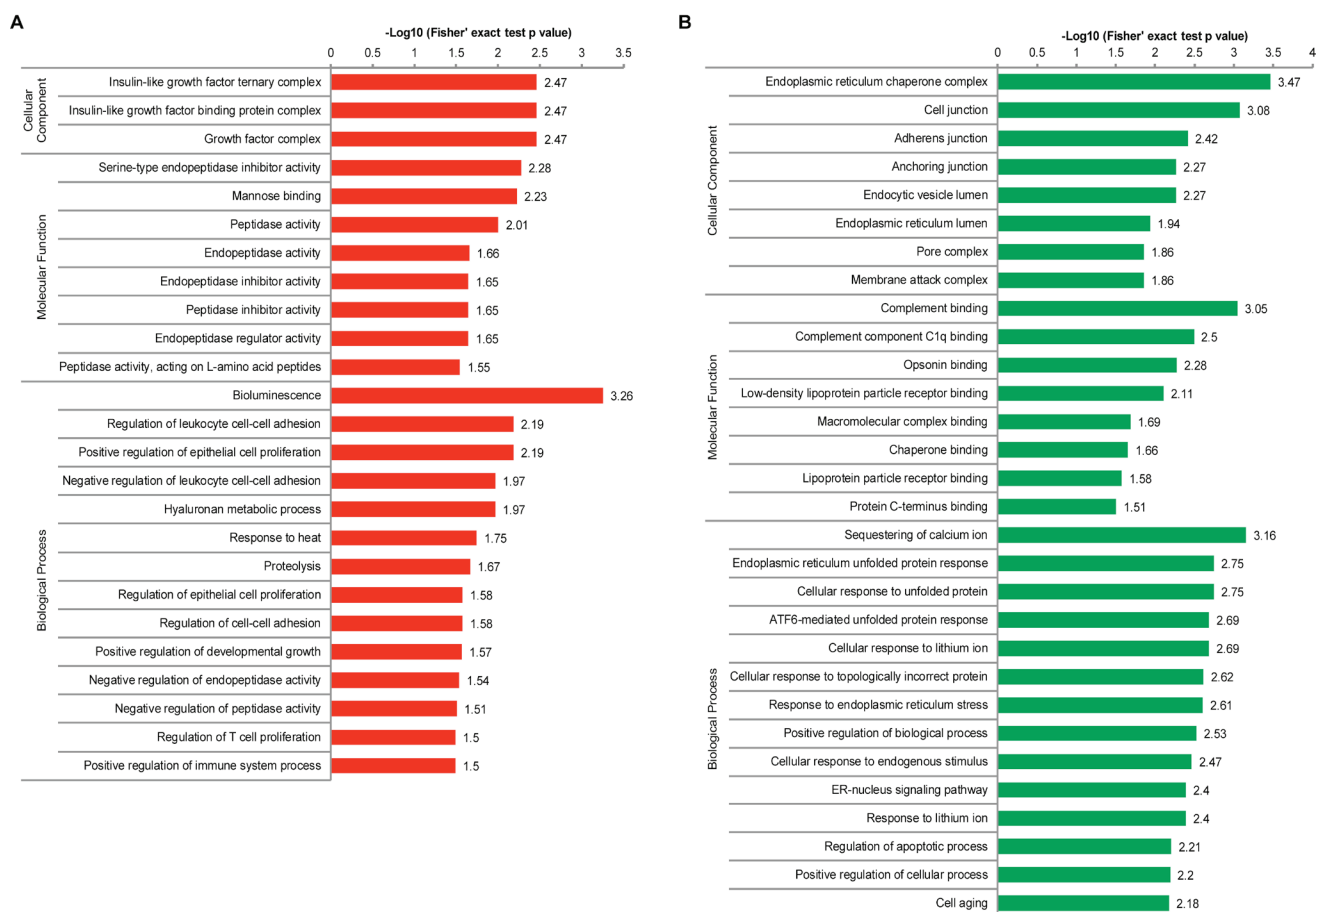 A
-Log10 (Fisher' exact test p value)
0 0.5 1 1.5 2 2.5 3 3.5
Cellular
Component
Insulin-like growth factor ternary complex 2.47
Insulin-like growth factor binding protein complex 2.47
Growth factor complex 2.47
Molecular Function
Serine-type endopeptidase inhibitor activity 2.28
Mannose binding 2.23
Peptidase activity 2.01
Endopeptidase activity 1.66
Endopeptidase inhibitor activity 1.65
Peptidase inhibitor activity 1.65
Endopeptidase regulator activity 1.65
Peptidase activity, acting on L-amino acid peptides 1.55
Biological Process
Bioluminescence 3.26
Regulation of leukocyte cell-cell adhesion 2.19
Positive regulation of epithelial cell proliferation 2.19
Negative regulation of leukocyte cell-cell adhesion 1.97
Hyaluronan metabolic process 1.97
Response to heat 1.75
Proteolysis 1.67
Regulation of epithelial cell proliferation 1.58
Regulation of cell-cell adhesion 1.58
Positive regulation of developmental growth 1.57
Negative regulation of endopeptidase activity 1.54
Negative regulation of peptidase activity 1.51
Regulation of T cell proliferation 1.5
Positive regulation of immune system process 1.5
B
-Log10 (Fisher' exact test p value)
0 0.5 1 1.5 2 2.5 3 3.5 4
Cellular Component
Endoplasmic reticulum chaperone complex 3.47
Cell junction 3.08
Adherens junction 2.42
Anchoring junction 2.27
Endocytic vesicle lumen 2.27
Endoplasmic reticulum lumen 1.94
Pore complex 1.86
Membrane attack complex 1.86
Molecular Function
Complement binding 3.05
Complement component C1q binding 2.5
Opsonin binding 2.28
Low-density lipoprotein particle receptor binding 2.11
Macromolecular complex binding 1.69
Chaperone binding 1.66
Lipoprotein particle receptor binding 1.58
Protein C-terminus binding 1.51
Biological Process
Sequestering of calcium ion 3.16
Endoplasmic reticulum unfolded protein response 2.75
Cellular response to unfolded protein 2.75
ATF6-mediated unfolded protein response 2.69
Cellular response to lithium ion 2.69
Cellular response to topologically incorrect protein 2.62
Response to endoplasmic reticulum stress 2.61
Positive regulation of biological process 2.53
Cellular response to endogenous stimulus 2.47
ER-nucleus signaling pathway 2.4
Response to lithium ion 2.4
Regulation of apoptotic process 2.21
Positive regulation of cellular process 2.2
Cell aging 2.18